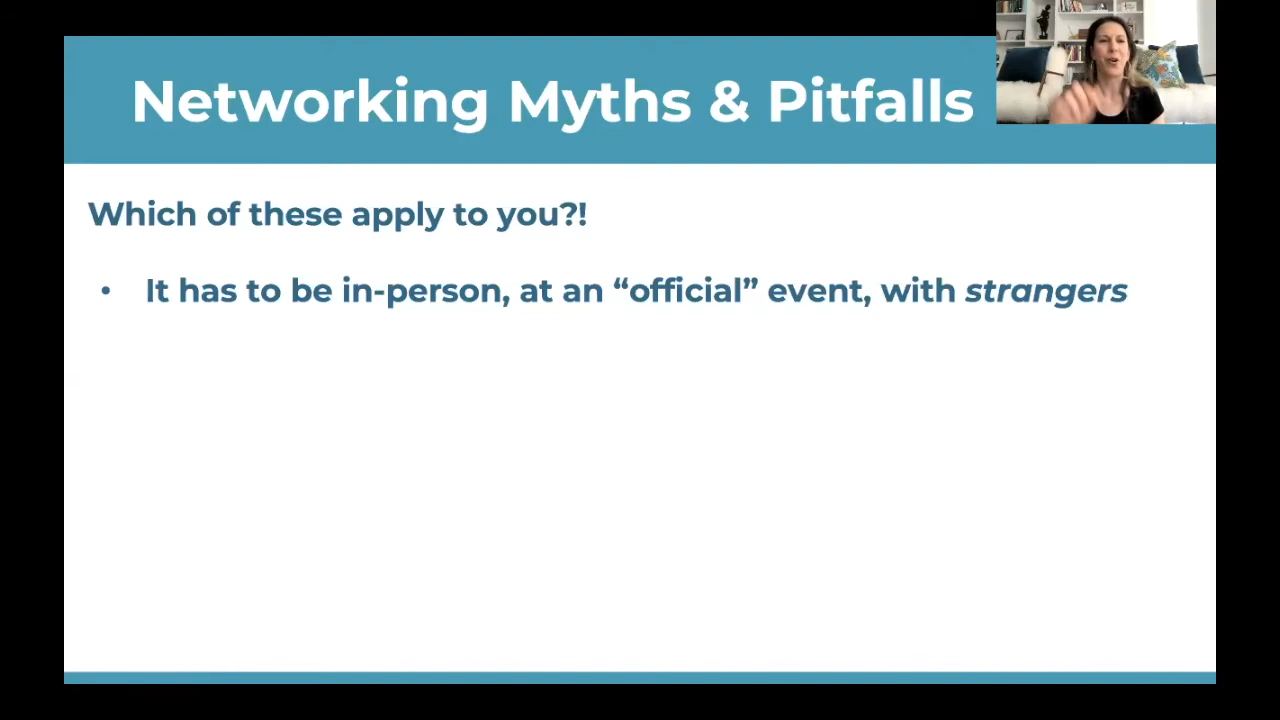 Networking Myths & Pitfalls
Which of these apply to you?!
• It has to be in-person, at an “official” event, with strangers